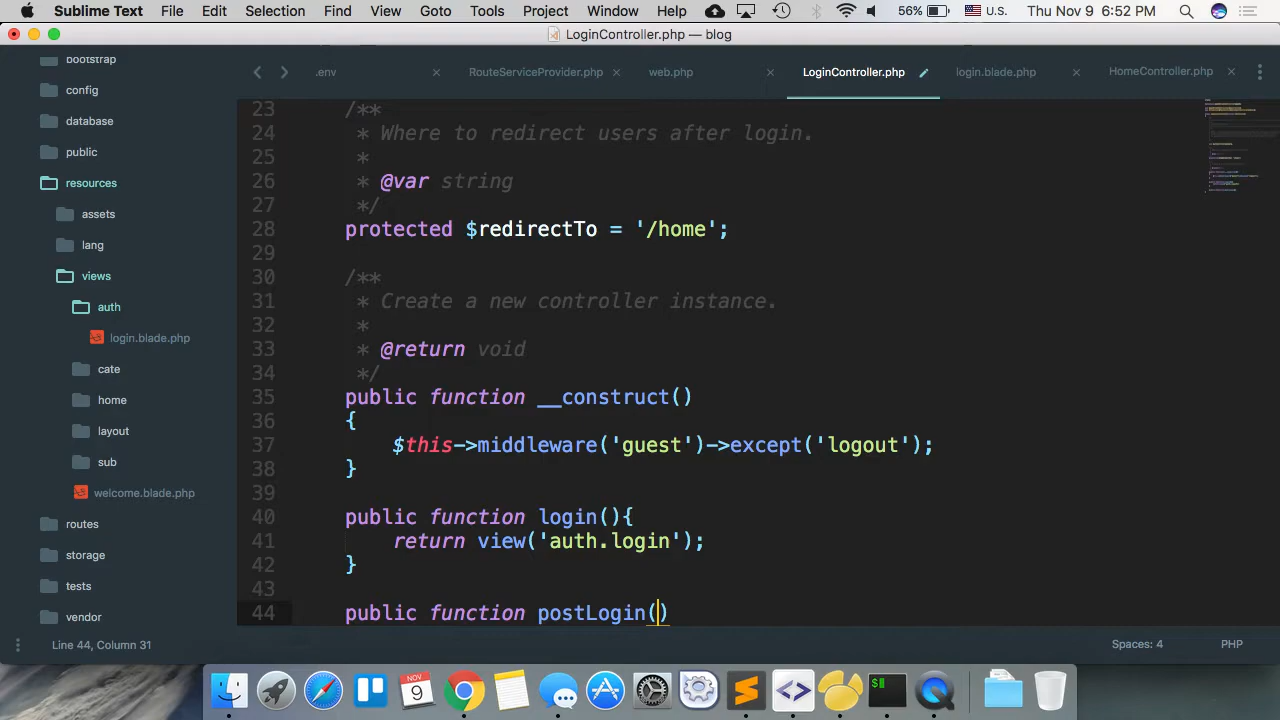 Sublime Text File Edit Selection Find View Goto Tools Project Window Help 56% U.S. Thu Nov 9 6:52 PM
LoginController.php — blog
.env RouteServiceProvider.php web.php LoginController.php login.blade.php HomeController.php
bootstrap
config
database
public
resources
assets
lang
views
auth
login.blade.php
cate
home
layout
sub
welcome.blade.php
routes
storage
tests
vendor
23 /**
24 * Where to redirect users after login.
25 *
26 * @var string
27 */
28 protected $redirectTo = '/home';
29
30 /**
31 * Create a new controller instance.
32 *
33 * @return void
34 */
35 public function __construct()
36 {
37 $this->middleware('guest')->except('logout');
38 }
39
40 public function login(){
41 return view('auth.login');
42 }
43
44 public function postLogin()
Line 44, Column 31 Spaces: 4 PHP
NOV
9
$